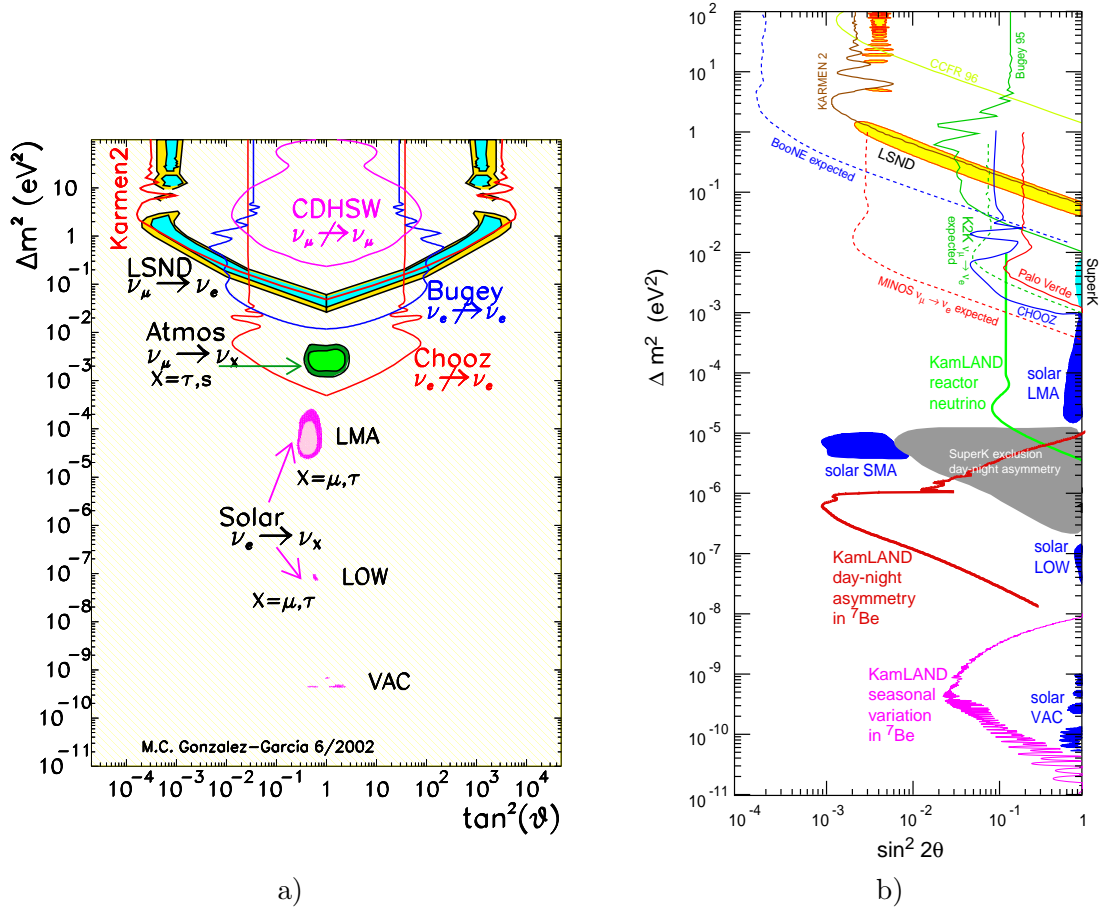 Δm² (eV²)
10
1
10⁻¹
10⁻²
10⁻³
10⁻⁴
10⁻⁵
10⁻⁶
10⁻⁷
10⁻⁸
10⁻⁹
10⁻¹⁰
10⁻¹¹
Karmen2
CDHSW
νμ ↛ νμ
LSND
νμ → νe
Bugey
νe ↛ νe
Atmos
νμ → νx
X=τ,s
Chooz
νe ↛ νe
LMA
X=μ,τ
Solar
νe → νx
LOW
X=μ,τ
VAC
M.C. Gonzalez–Garcia 6/2002
10⁻⁴ 10⁻³ 10⁻² 10⁻¹ 1 10 10² 10³ 10⁴
tan²(ϑ)
a)
Δ m² (eV²)
10²
10¹
1
10⁻¹
10⁻²
10⁻³
10⁻⁴
10⁻⁵
10⁻⁶
10⁻⁷
10⁻⁸
10⁻⁹
10⁻¹⁰
10⁻¹¹
KARMEN 2
CCFR 96
Bugey 95
BooNE expected
LSND
K2K νμ → νe
expected
SuperK
Palo Verde
MINOS νμ → νe expected
CHOOZ
KamLAND
reactor
neutrino
solar
LMA
SuperK exclusion
day-night asymmetry
solar SMA
solar
LOW
KamLAND
day-night
asymmetry
in ⁷Be
KamLAND
seasonal
variation
in ⁷Be
solar
VAC
10⁻⁴ 10⁻³ 10⁻² 10⁻¹ 1
sin² 2θ
b)